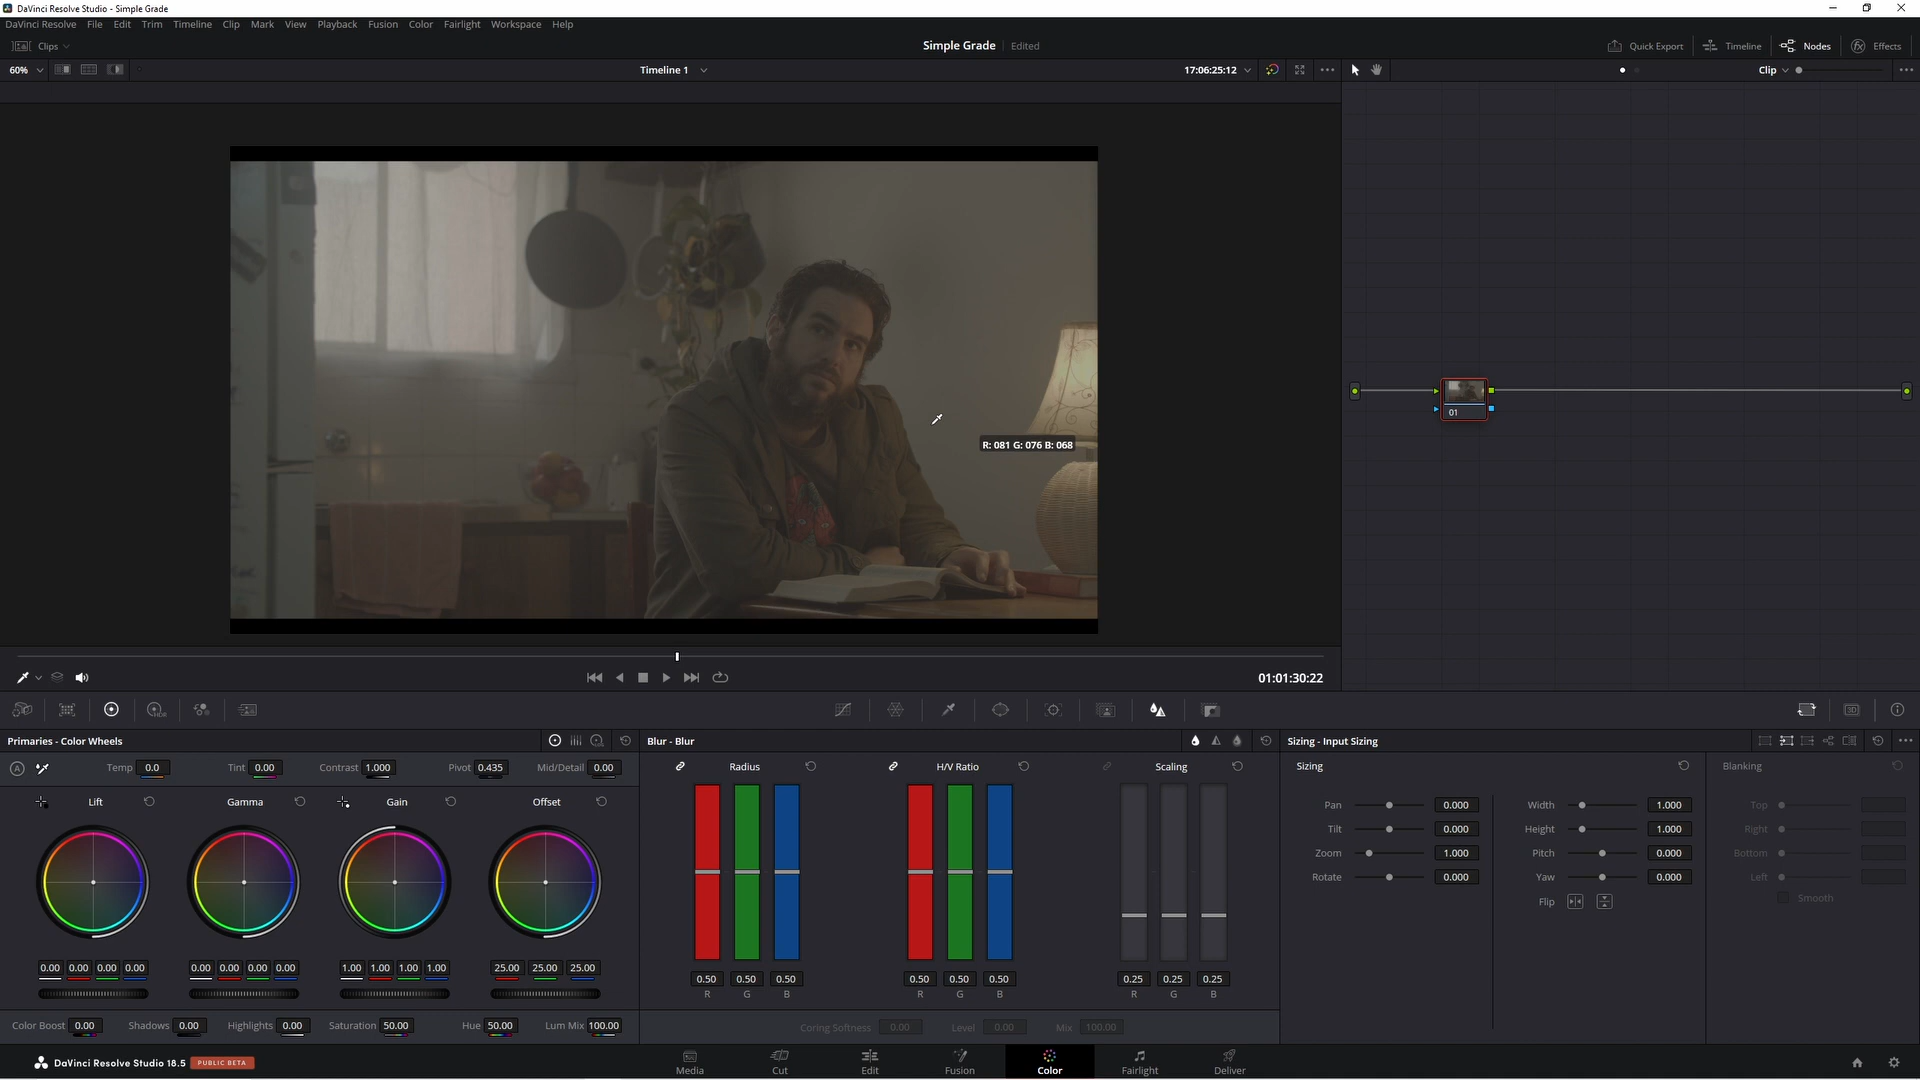 DaVinci Resolve Studio - Simple Grade
DaVinci Resolve File Edit Trim Timeline Clip Mark View Playback Fusion Color Fairlight Workspace Help
Clips Simple Grade Edited Quick Export Timeline Nodes Effects
60% Timeline 1 17:06:25:12 Clip
R: 081 G: 076 B: 068
01
01:01:30:22
HDR
3D
Primaries - Color Wheels Blur - Blur Sizing - Input Sizing
A Temp 0.0 Tint 0.00 Contrast 1.000 Pivot 0.435 Mid/Detail 0.00 Radius H/V Ratio Scaling Sizing Blanking
Lift Gamma Gain Offset
Pan 0.000 Width 1.000 Top
Tilt 0.000 Height 1.000 Right
Zoom 1.000 Pitch 0.000 Bottom
Rotate 0.000 Yaw 0.000 Left
Flip Smooth
0.00 0.00 0.00 0.00 0.00 0.00 0.00 0.00 1.00 1.00 1.00 1.00 25.00 25.00 25.00
0.50 0.50 0.50 0.50 0.50 0.50 0.25 0.25 0.25
R G B R G B R G B
Color Boost 0.00 Shadows 0.00 Highlights 0.00 Saturation 50.00 Hue 50.00 Lum Mix 100.00 Coring Softness 0.00 Level 0.00 Mix 100.00
DaVinci Resolve Studio 18.5 PUBLIC BETA Media Cut Edit Fusion Color Fairlight Deliver